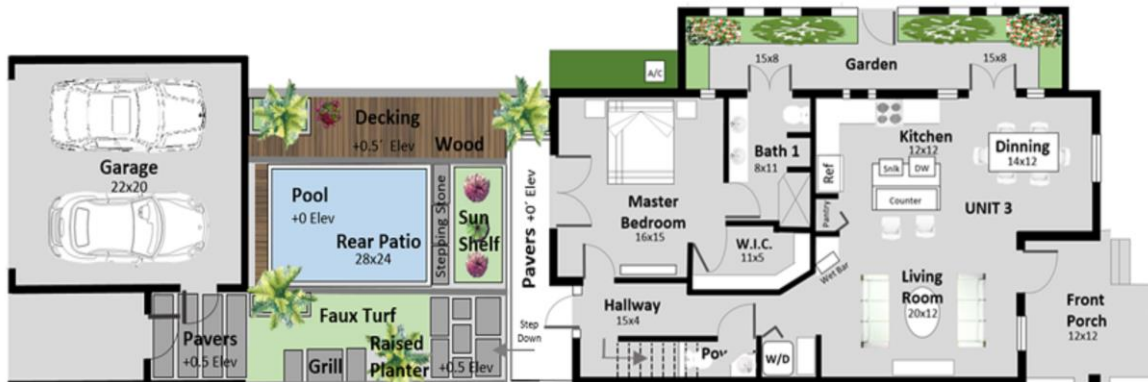 Garage
22x20
Decking
+0.5´ Elev
Wood
Pool
+0 Elev
Rear Patio
28x24
Stepping Stone
Sun
Shelf
Pavers +0´ Elev
Faux Turf
Raised
Planter
+0.5 Elev
Grill
Pavers
+0.5 Elev
Step
Down
A/C
15x8
Garden
15x8
Master
Bedroom
16x15
Bath 1
8x11
W.I.C.
11x5
Hallway
15x4
Pov
W/D
Kitchen
12x12
Snik
DW
Counter
Ref
Pantry
Wet Bar
Dinning
14x12
UNIT 3
Living
Room
20x12
Front
Porch
12x12